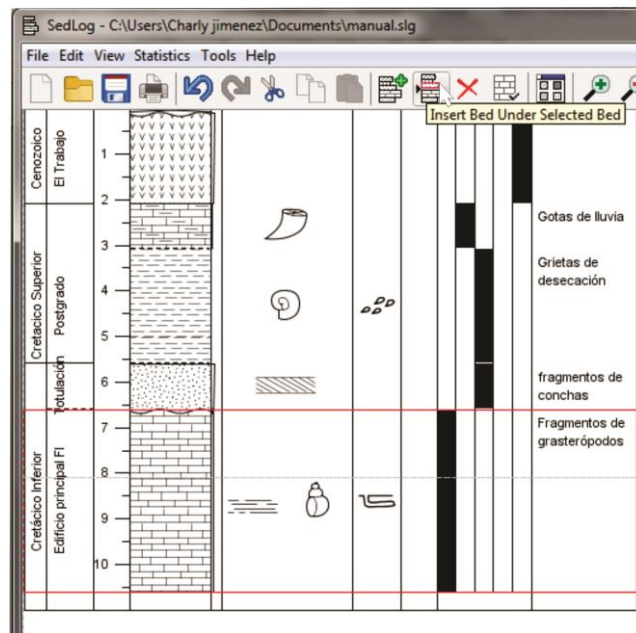 SedLog - C:\Users\Charly jimenez\Documents\manual.slg
File Edit View Statistics Tools Help
Insert Bed Under Selected Bed
Cenozoico
El Trabajo
1
2
Gotas de lluvia
3
Grietas de
desecación
Cretacico Superior
Postgrado
4
5
Totulación
6
fragmentos de
conchas
Fragmentos de
grasterópodos
7
Cretácico Inferior
Edificio principal FI
8
9
10